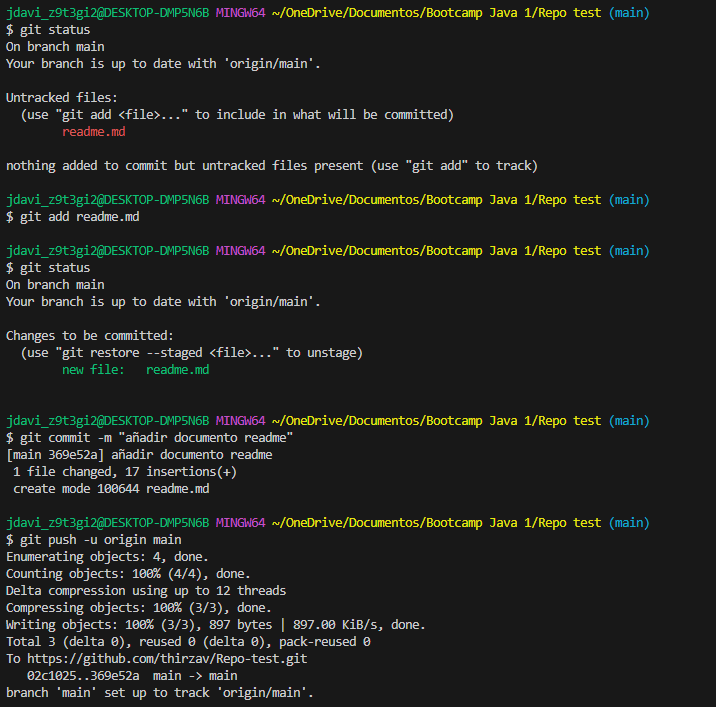 jdavi_z9t3gi2@DESKTOP-DMP5N6B MINGW64 ~/OneDrive/Documentos/Bootcamp Java 1/Repo test (main)
$ git status
On branch main
Your branch is up to date with 'origin/main'.
Untracked files:
  (use "git add <file>..." to include in what will be committed)
        readme.md
nothing added to commit but untracked files present (use "git add" to track)
jdavi_z9t3gi2@DESKTOP-DMP5N6B MINGW64 ~/OneDrive/Documentos/Bootcamp Java 1/Repo test (main)
$ git add readme.md
jdavi_z9t3gi2@DESKTOP-DMP5N6B MINGW64 ~/OneDrive/Documentos/Bootcamp Java 1/Repo test (main)
$ git status
On branch main
Your branch is up to date with 'origin/main'.
Changes to be committed:
  (use "git restore --staged <file>..." to unstage)
        new file:   readme.md
jdavi_z9t3gi2@DESKTOP-DMP5N6B MINGW64 ~/OneDrive/Documentos/Bootcamp Java 1/Repo test (main)
$ git commit -m "añadir documento readme"
[main 369e52a] añadir documento readme
 1 file changed, 17 insertions(+)
 create mode 100644 readme.md
jdavi_z9t3gi2@DESKTOP-DMP5N6B MINGW64 ~/OneDrive/Documentos/Bootcamp Java 1/Repo test (main)
$ git push -u origin main
Enumerating objects: 4, done.
Counting objects: 100% (4/4), done.
Delta compression using up to 12 threads
Compressing objects: 100% (3/3), done.
Writing objects: 100% (3/3), 897 bytes | 897.00 KiB/s, done.
Total 3 (delta 0), reused 0 (delta 0), pack-reused 0
To https://github.com/thirzav/Repo-test.git
   02c1025..369e52a  main -> main
branch 'main' set up to track 'origin/main'.